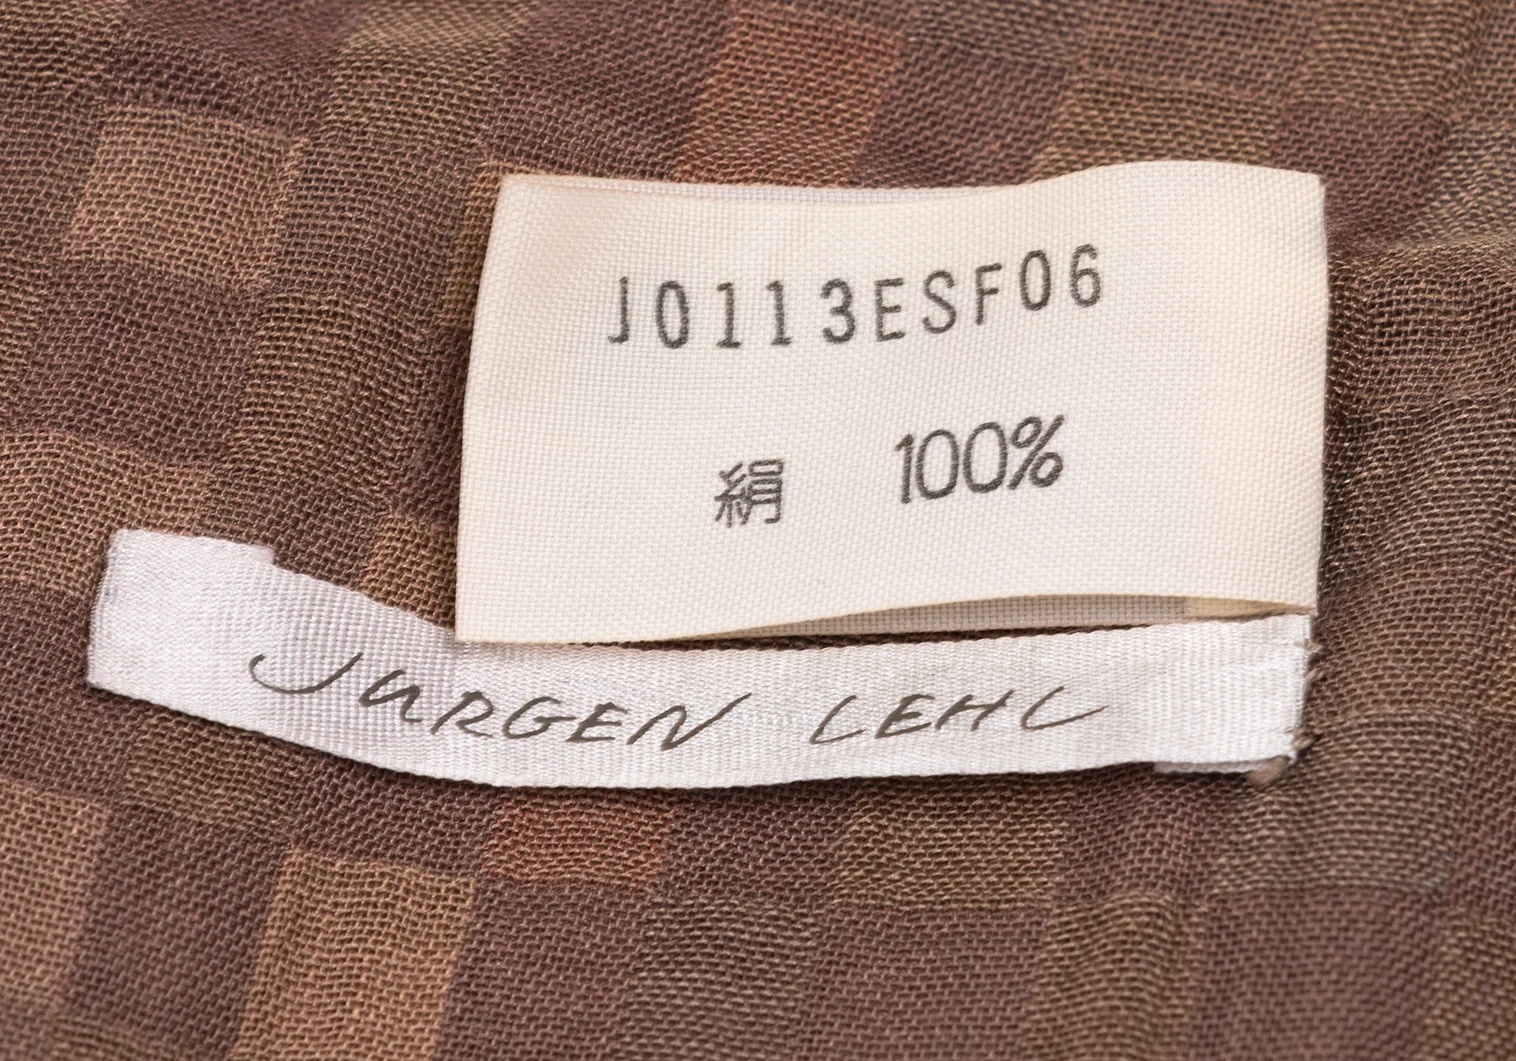 J0113ESF06
絹 100%
JURGEN LEHL